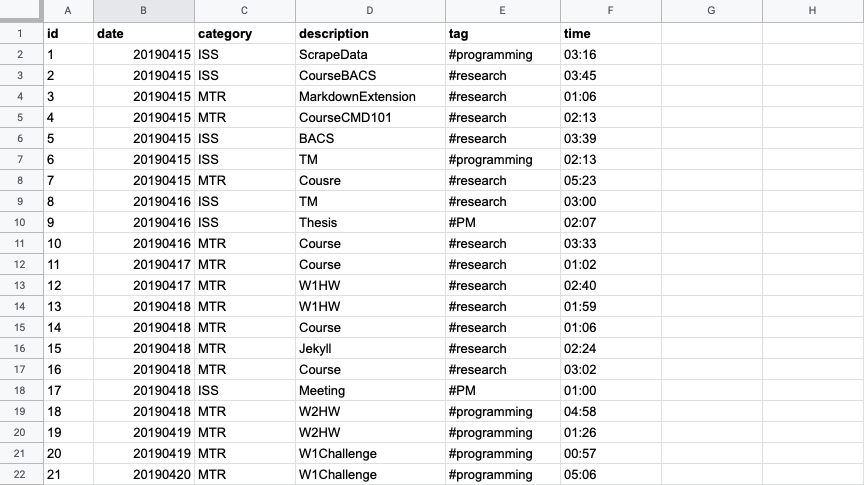 A B C D E F G H
1 id date category description tag time
2 1 20190415 ISS ScrapeData #programming 03:16
3 2 20190415 ISS CourseBACS #research 03:45
4 3 20190415 MTR MarkdownExtension #research 01:06
5 4 20190415 MTR CourseCMD101 #research 02:13
6 5 20190415 ISS BACS #research 03:39
7 6 20190415 ISS TM #programming 02:13
8 7 20190415 MTR Cousre #research 05:23
9 8 20190416 ISS TM #research 03:00
10 9 20190416 ISS Thesis #PM 02:07
11 10 20190416 MTR Course #research 03:33
12 11 20190417 MTR Course #research 01:02
13 12 20190417 MTR W1HW #research 02:40
14 13 20190418 MTR W1HW #research 01:59
15 14 20190418 MTR Course #research 01:06
16 15 20190418 MTR Jekyll #research 02:24
17 16 20190418 MTR Course #research 03:02
18 17 20190418 ISS Meeting #PM 01:00
19 18 20190418 MTR W2HW #programming 04:58
20 19 20190419 MTR W2HW #programming 01:26
21 20 20190419 MTR W1Challenge #programming 00:57
22 21 20190420 MTR W1Challenge #programming 05:06